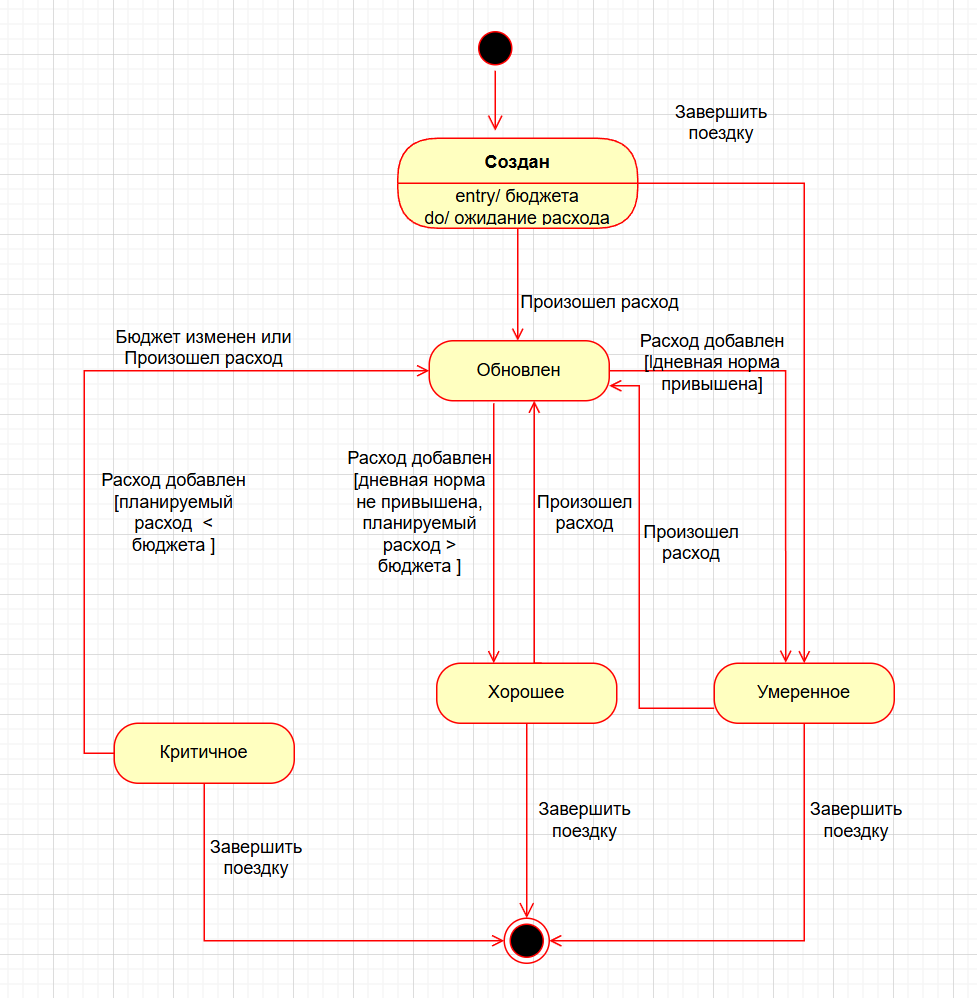 Завершить
поездку
Создан
entry/ бюджета
do/ ожидание расхода
Произошел расход
Бюджет изменен или
Произошел расход
Расход добавлен
[!дневная норма
привышена]
Обновлен
Расход добавлен
[планируемый
расход <
бюджета ]
Расход добавлен
[дневная норма
не привышена,
планируемый
расход >
бюджета ]
Произошел
расход
Произошел
расход
Хорошее
Умеренное
Критичное
Завершить
поездку
Завершить
поездку
Завершить
поездку